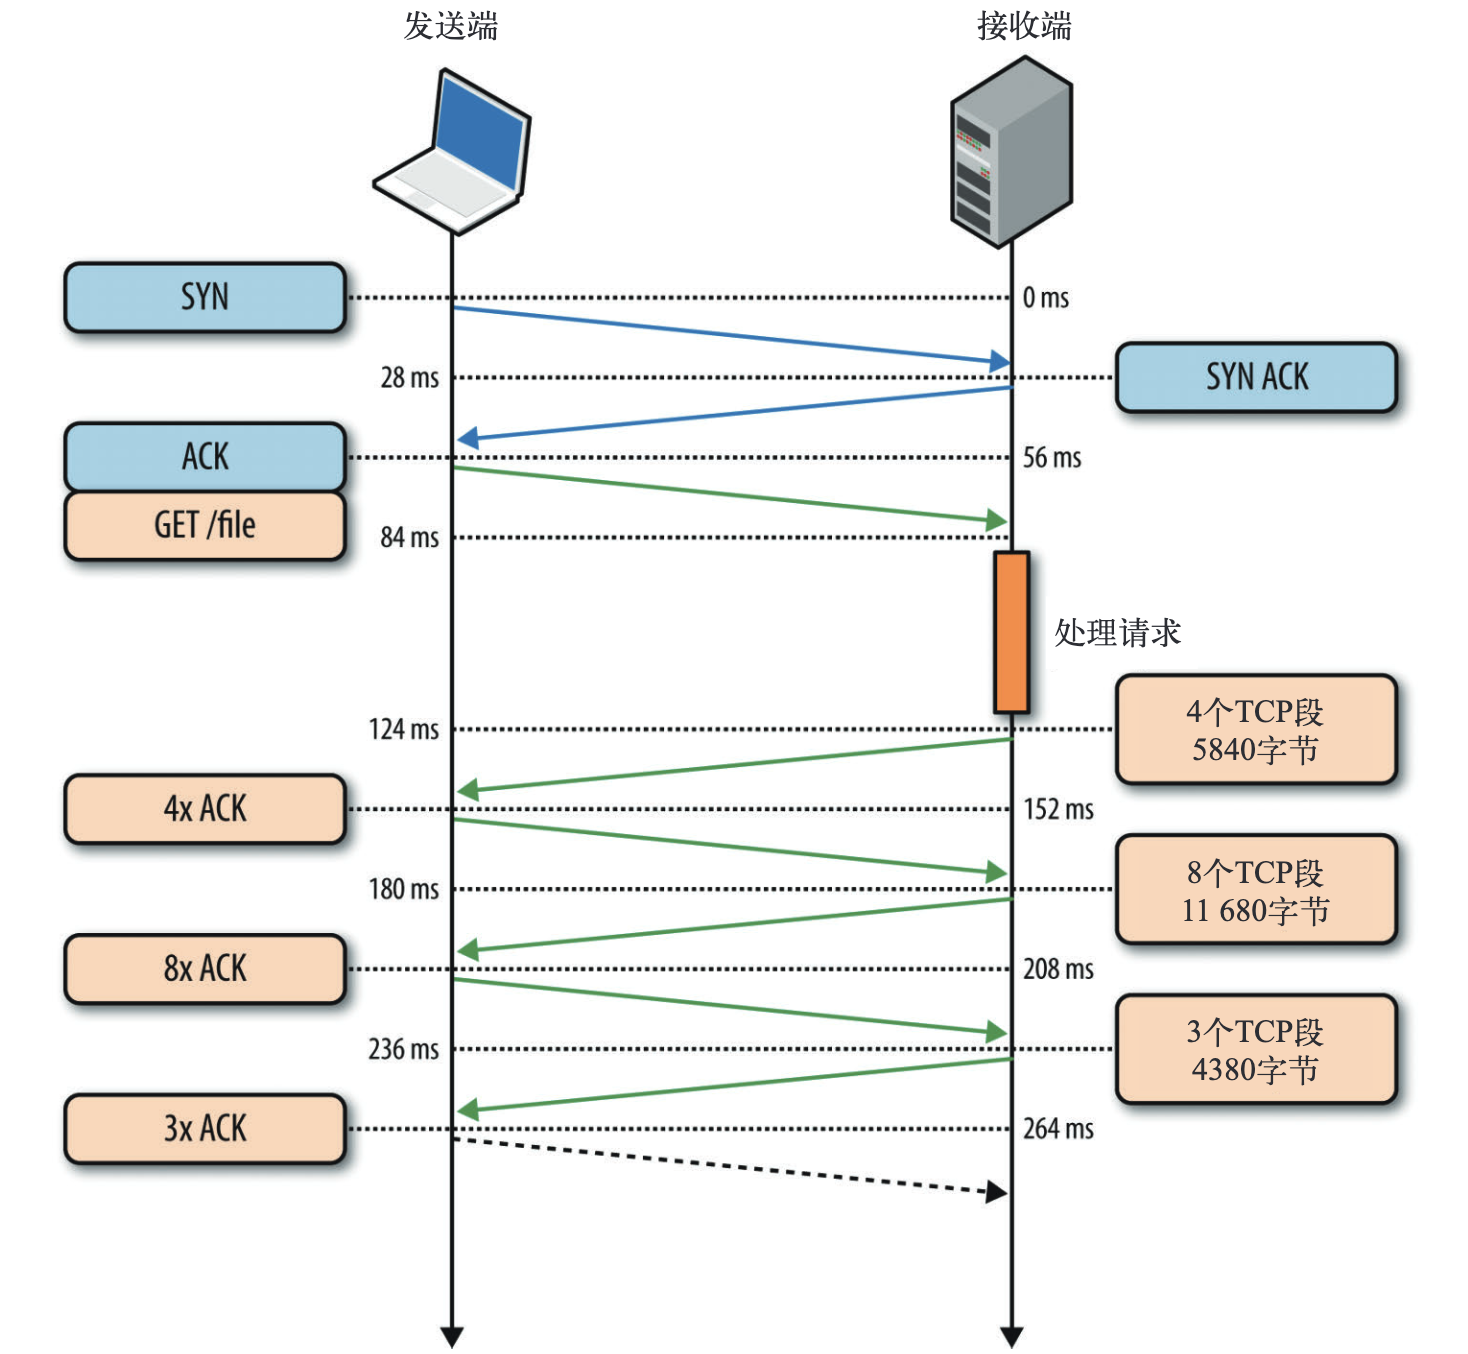 发送端
接收端
SYN
0 ms
28 ms
SYN ACK
ACK
56 ms
GET /file
84 ms
处理请求
124 ms
4个TCP段
5840字节
4x ACK
152 ms
180 ms
8个TCP段
11 680字节
8x ACK
208 ms
236 ms
3个TCP段
4380字节
3x ACK
264 ms